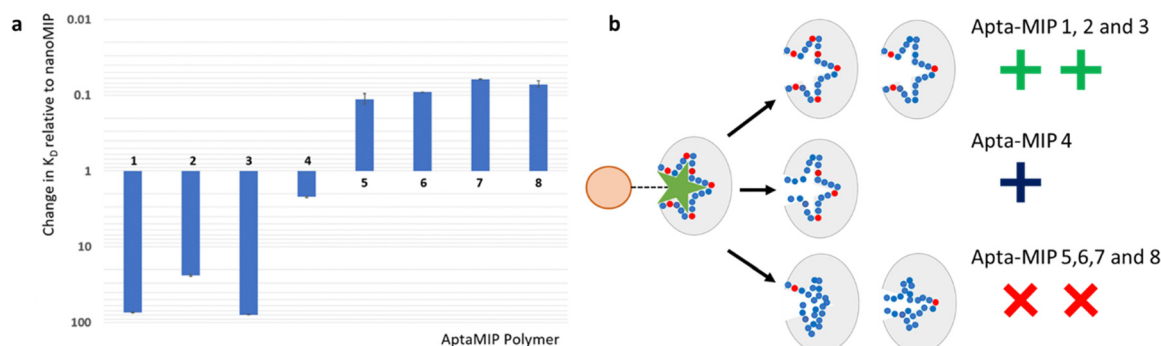 a
Change in KD relative to nanoMIP
0.01
0.1
1
10
100
1
2
3
4
5
6
7
8
AptaMIP Polymer
b
Apta-MIP 1, 2 and 3
Apta-MIP 4
Apta-MIP 5,6,7 and 8